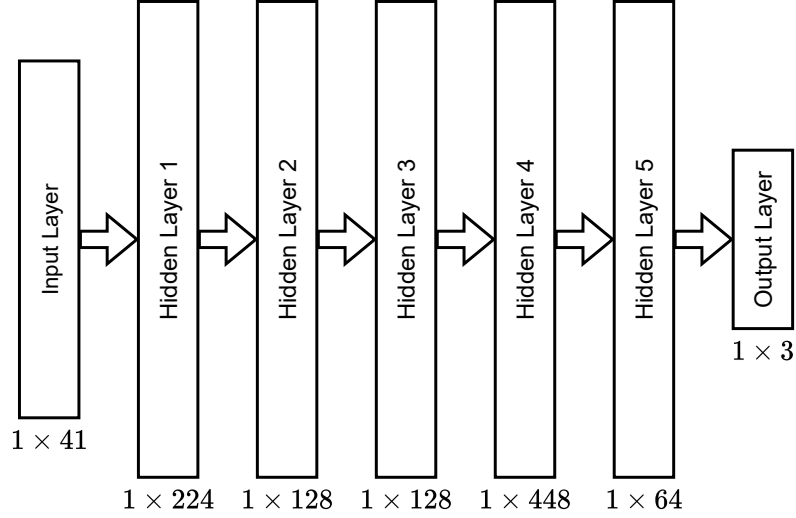 Input Layer
1 × 41
Hidden Layer 1
1 × 224
Hidden Layer 2
1 × 128
Hidden Layer 3
1 × 128
Hidden Layer 4
1 × 448
Hidden Layer 5
1 × 64
Output Layer
1 × 3